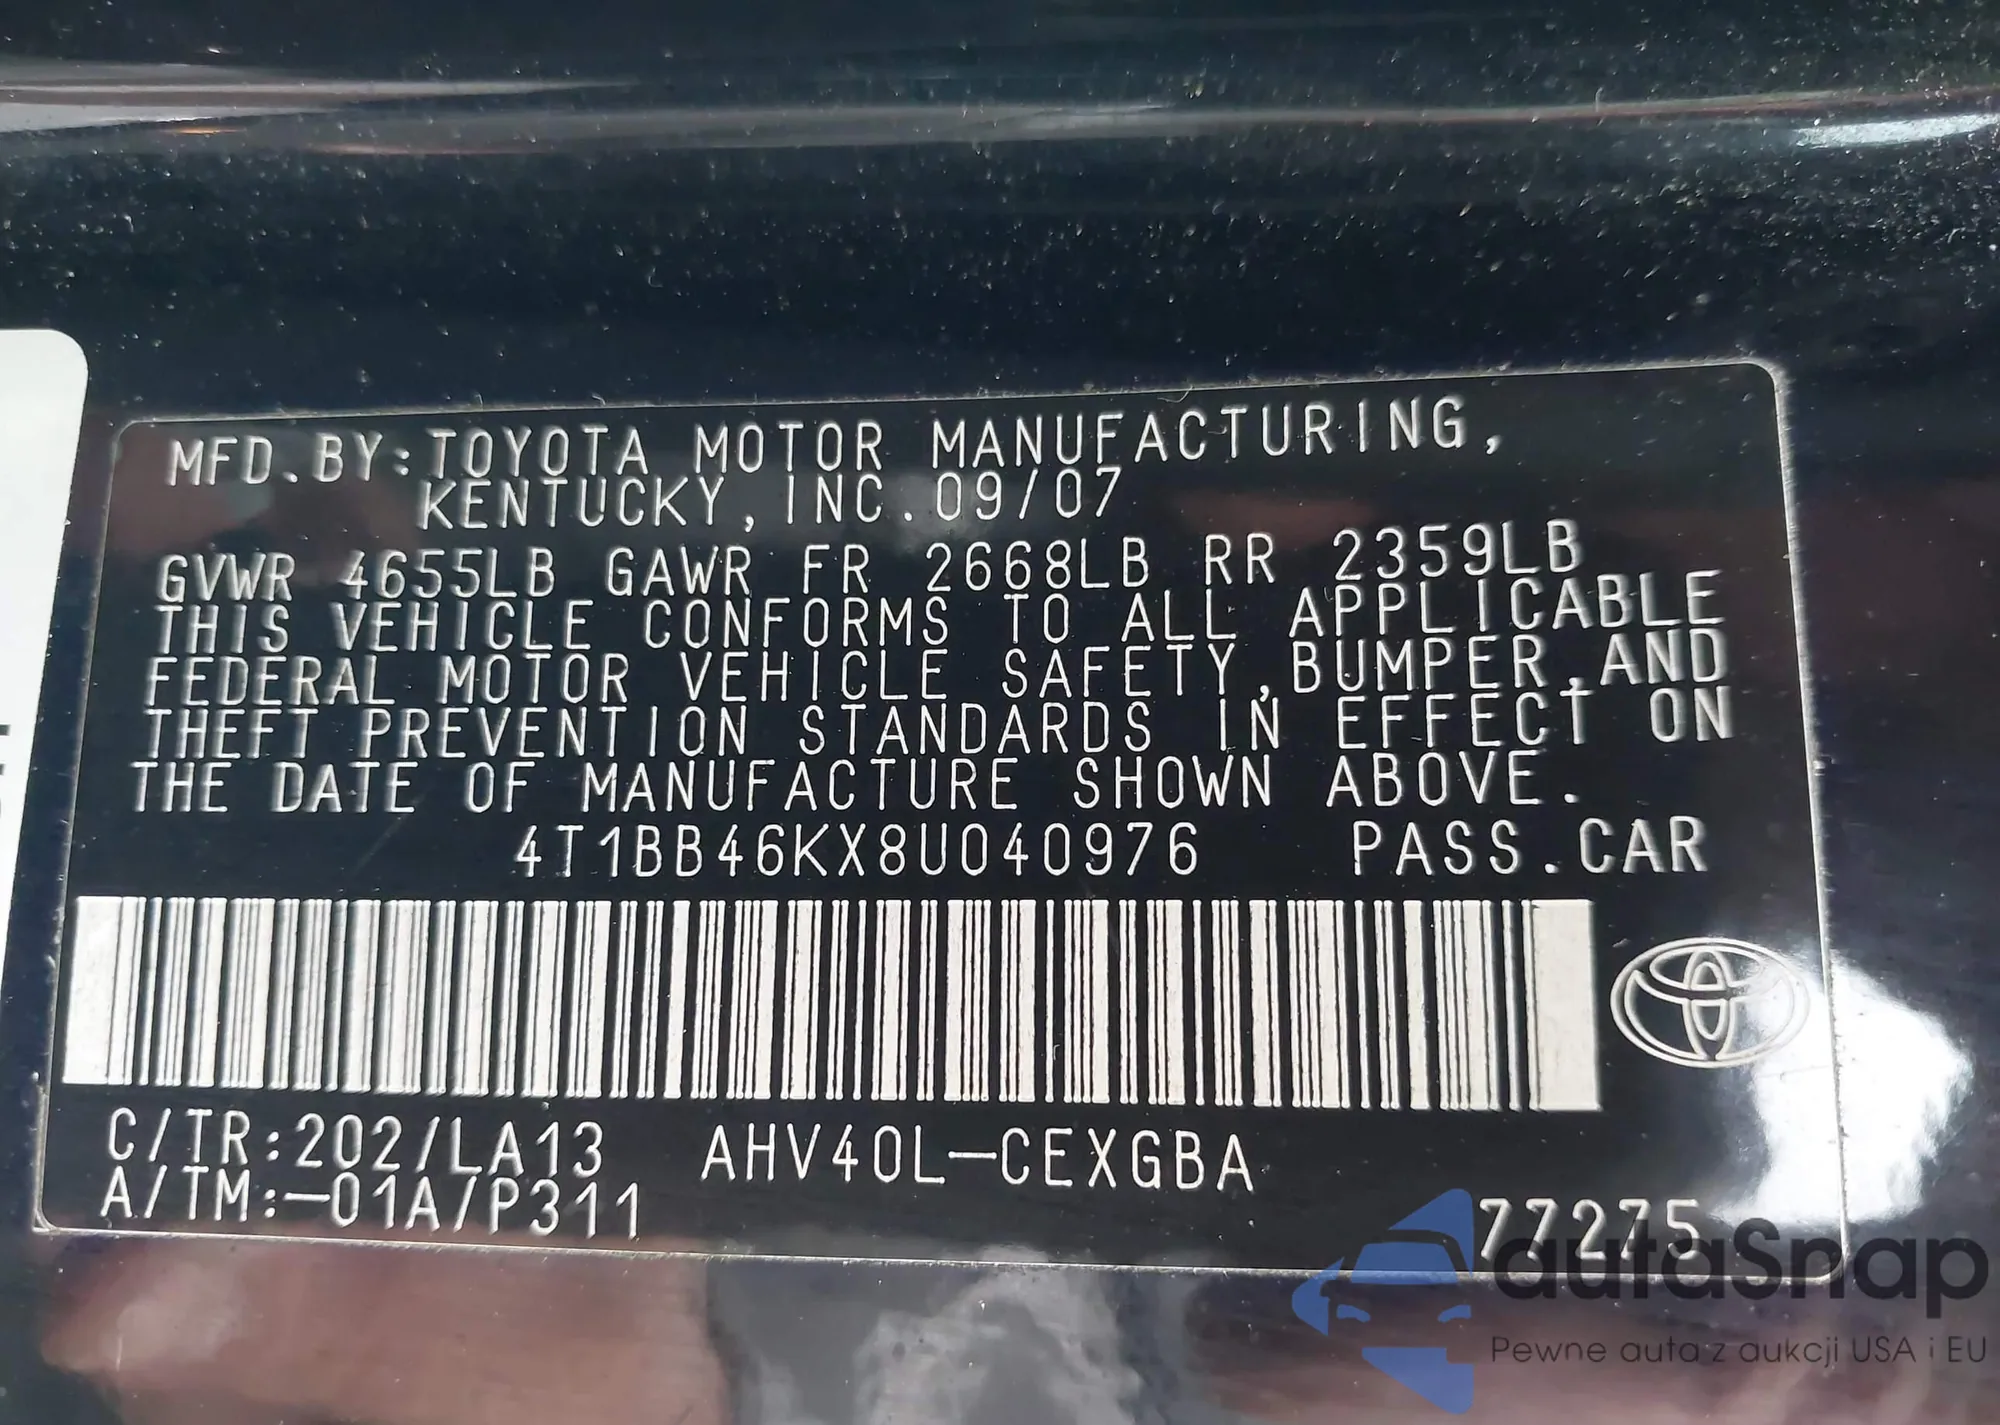 MFD.BY:TOYOTA MOTOR MANUFACTURING,
KENTUCKY, INC.09/07
GVWR 4655LB GAWR FR 2668LB RR 2359LB
THIS VEHICLE CONFORMS TO ALL APPLICABLE
FEDERAL MOTOR VEHICLE SAFETY,BUMPER,AND
THEFT PREVENTION STANDARDS IN EFFECT ON
THE DATE OF MANUFACTURE SHOWN ABOVE.
4T1BB46KX8U040976 PASS.CAR
C/TR:202/LA13 AHV40L-CEXGBA
A/TM:-01A/P311
77275
autaSnap
Pewne auta z aukcji USA i EU